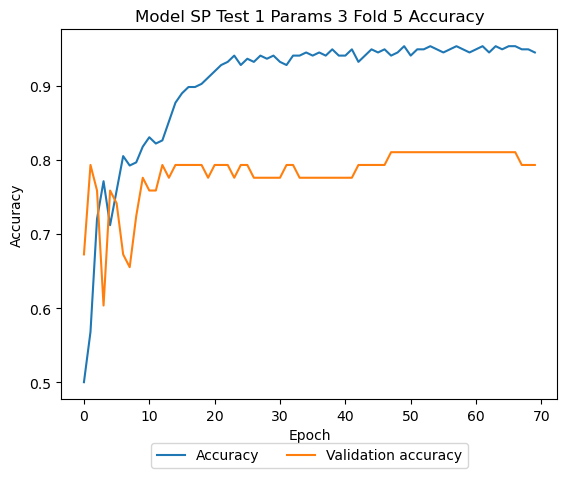 Model SP Test 1 Params 3 Fold 5 Accuracy
Accuracy
0.9
0.8
0.7
0.6
0.5
0 10 20 30 40 50 60 70
Epoch
Accuracy Validation accuracy